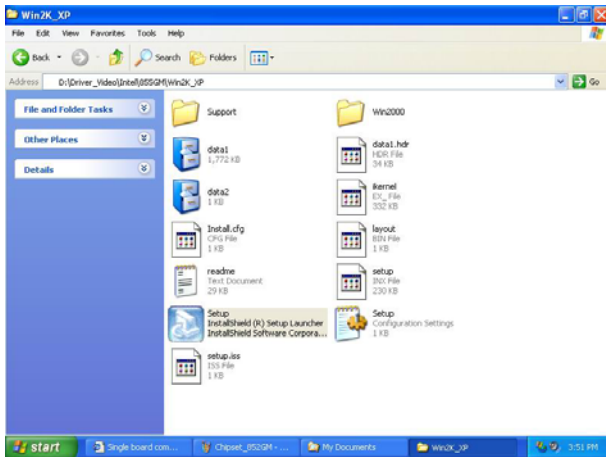 Win2K_XP
File Edit View Favorites Tools Help
Back Search Folders
Address D:\Driver_Video\Intel\855GM\Win2K_XP Go
File and Folder Tasks
Other Places
Details
Support
Win2000
data1
1,772 KB
data1.hdr
HDR File
34 KB
data2
1 KB
ikernel
EX_ File
332 KB
Install.cfg
CFG File
1 KB
layout
BIN File
1 KB
readme
Text Document
29 KB
setup
INX File
230 KB
Setup
InstallShield (R) Setup Launcher
InstallShield Software Corpora...
Setup
Configuration Settings
1 KB
setup.iss
ISS File
1 KB
start Single board com... Chipset_852GM - ... My Documents Win2K_XP 3:51 PM